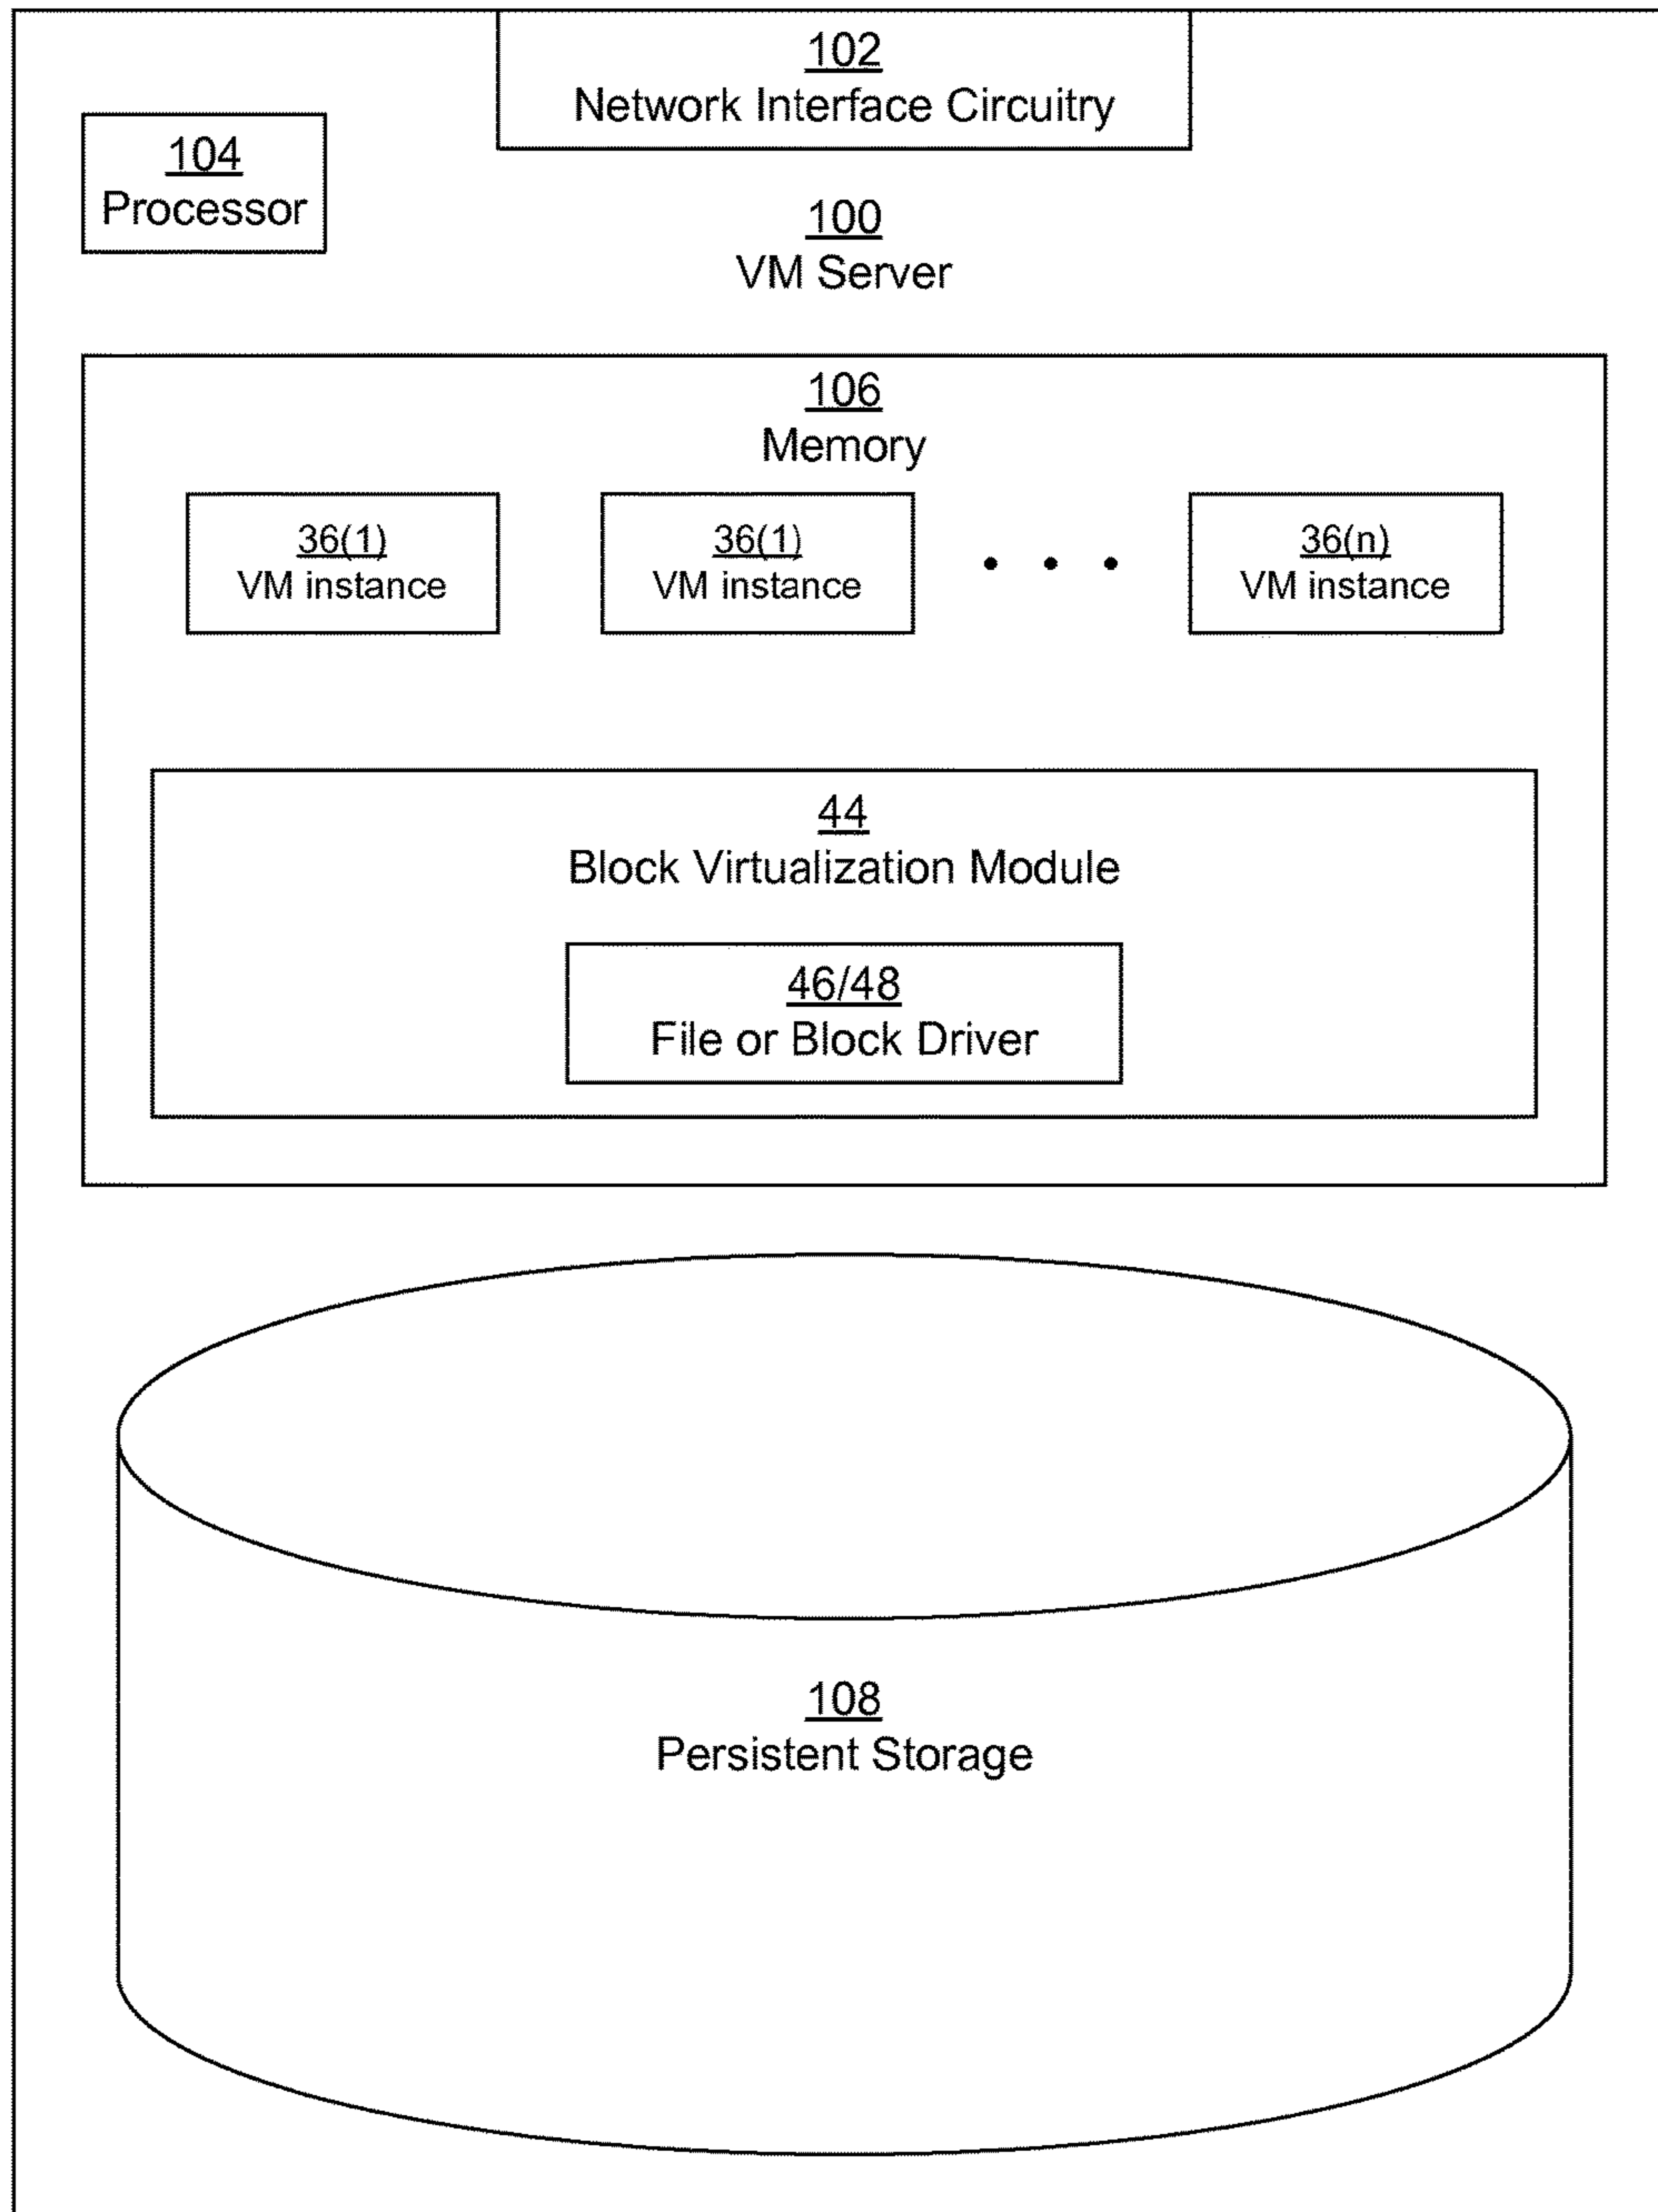 102
Network Interface Circuitry
104
Processor
100
VM Server
106
Memory
36(1)
VM instance
36(1)
VM instance
36(n)
VM instance
44
Block Virtualization Module
46/48
File or Block Driver
108
Persistent Storage